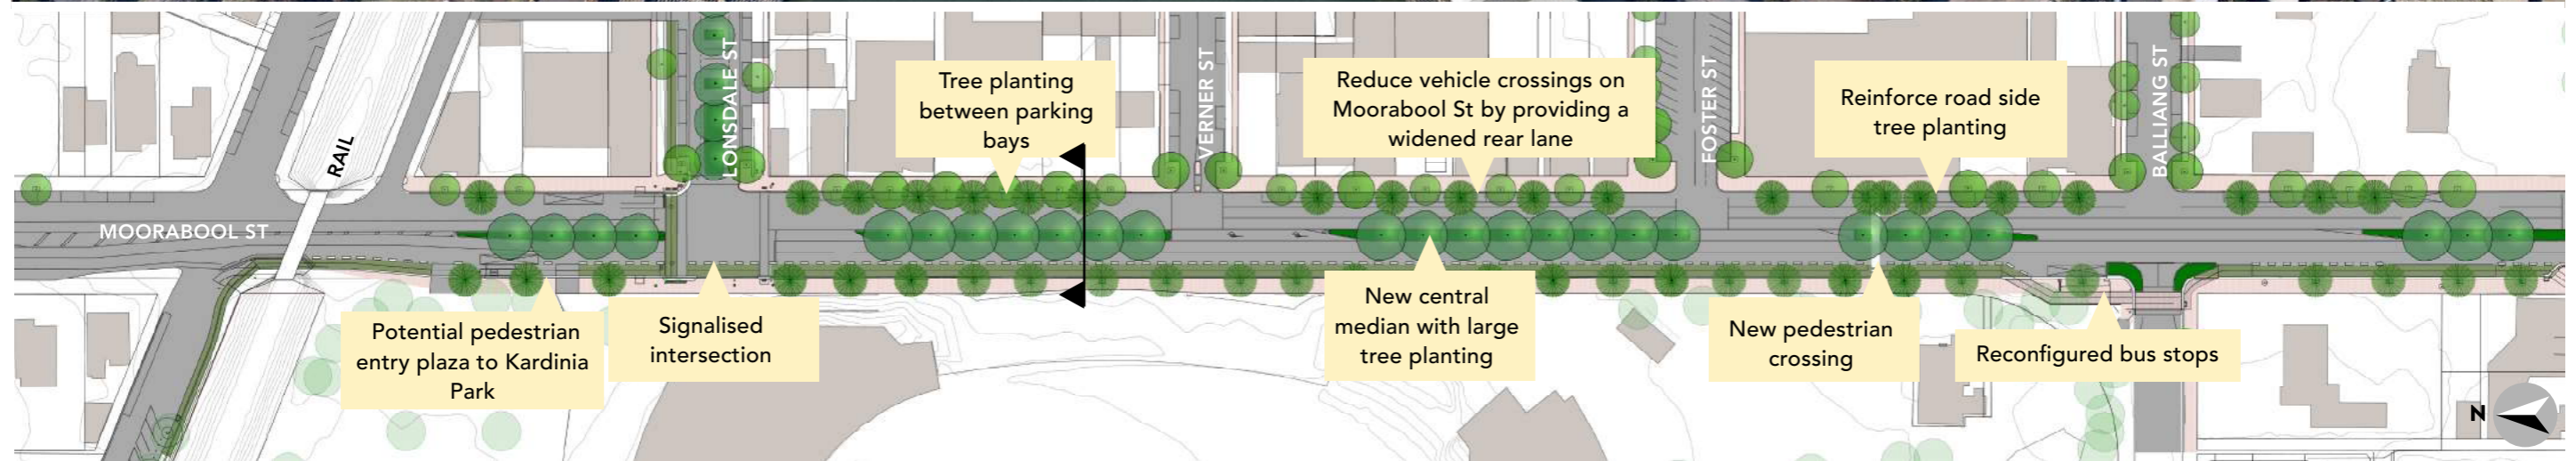 MOORABOOL ST
RAIL
LONSDALE ST
Tree planting
between parking
bays
VERNER ST
Reduce vehicle crossings on
Moorabool St by providing a
widened rear lane
FOSTER ST
Reinforce road side
tree planting
BALLIANG ST
Potential pedestrian
entry plaza to Kardinia
Park
Signalised
intersection
New central
median with large
tree planting
New pedestrian
crossing
Reconfigured bus stops
N